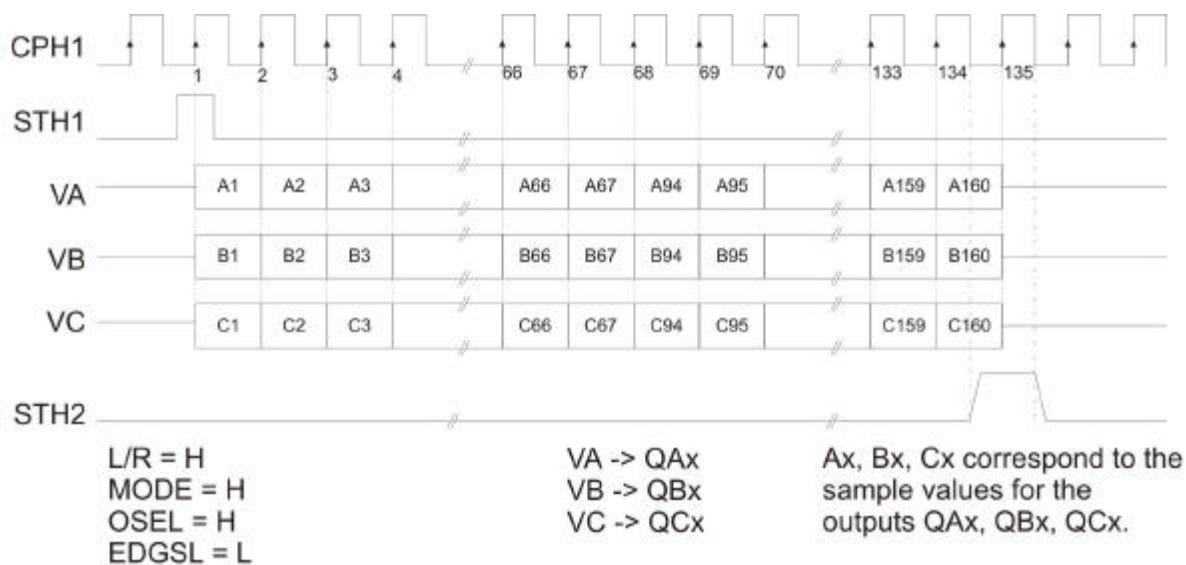 CPH1
1 2 3 4 66 67 68 69 70 133 134 135
STH1
VA A1 A2 A3 A66 A67 A94 A95 A159 A160
VB B1 B2 B3 B66 B67 B94 B95 B159 B160
VC C1 C2 C3 C66 C67 C94 C95 C159 C160
STH2
L/R = H
MODE = H
OSEL = H
EDGSL = L
VA -> QAx
VB -> QBx
VC -> QCx
Ax, Bx, Cx correspond to the
sample values for the
outputs QAx, QBx, QCx.